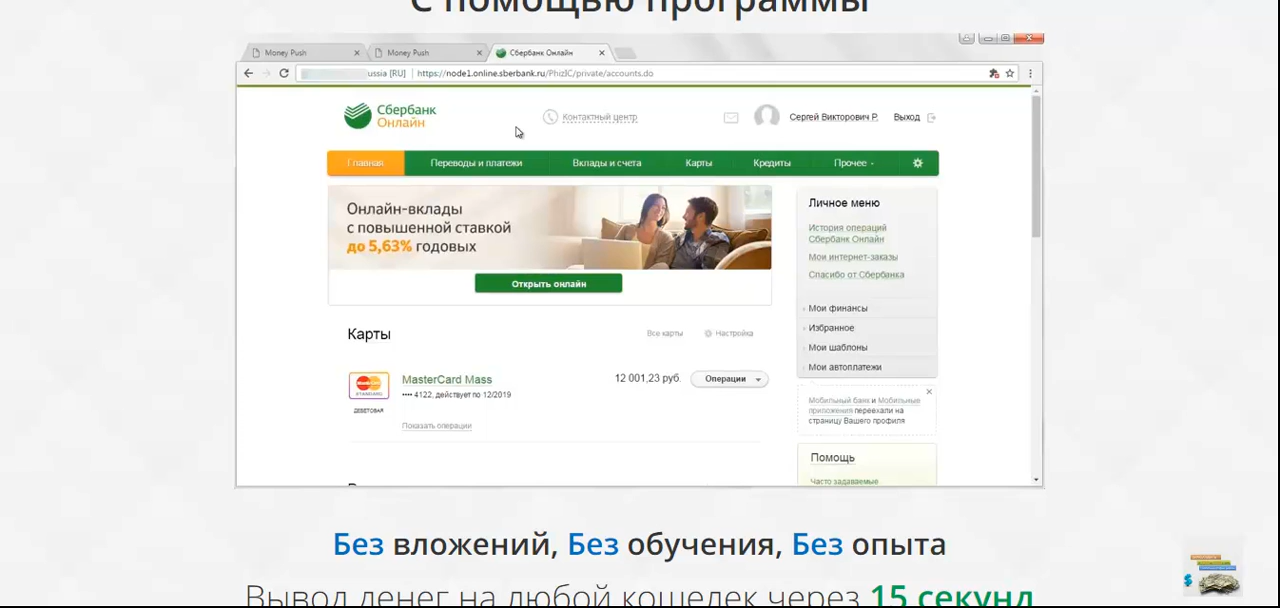 С помощью программы
Money Push
Money Push
Сбербанк Онлайн
ussia [RU] https://node1.online.sberbank.ru/PhizIC/private/accounts.do
Сбербанк
Онлайн
Контактный центр
Сергей Викторович Р.
Выход
Главная
Переводы и платежи
Вклады и счета
Карты
Кредиты
Прочее
Онлайн-вклады
с повышенной ставкой
до 5,63% годовых
Открыть онлайн
Карты
Все карты
Настройка
MasterCard Mass
12 001,23 руб.
Операции
•••• 4122, действует по 12/2019
ДЕБЕТОВАЯ
Показать операции
Личное меню
История операций
Сбербанк Онлайн
Мои интернет-заказы
Спасибо от Сбербанка
Мои финансы
Избранное
Мои шаблоны
Мои автоплатежи
Мобильный банк и Мобильные
приложения переехали на
страницу Вашего профиля
Помощь
Часто задаваемые
Без вложений, Без обучения, Без опыта
Вывод денег на любой кошелек через 15 секунд